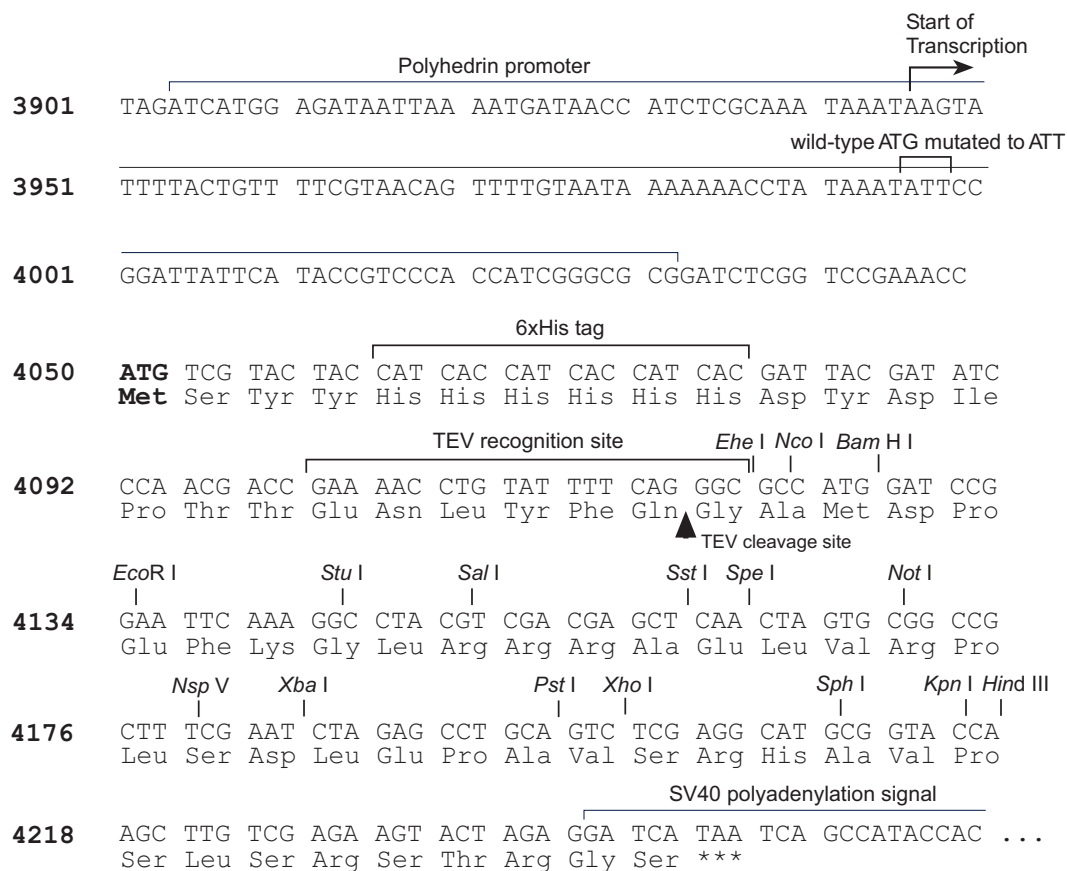 Start of
Transcription
Polyhedrin promoter
3901 TAGATCATGG AGATAATTAA AATGATAACC ATCTCGCAAA TAAATAAGTA
wild-type ATG mutated to ATT
3951 TTTTACTGTT TTCGTAACAG TTTTGTAATA AAAAAACCTA TAAATATTCC
4001 GGATTATTCA TACCGTCCCA CCATCGGGCG CGGATCTCGG TCCGAAACC
6xHis tag
4050 ATG TCG TAC TAC CAT CAC CAT CAC CAT CAC GAT TAC GAT ATC
Met Ser Tyr Tyr His His His His His His Asp Tyr Asp Ile
TEV recognition site Ehe I Nco I Bam H I
4092 CCA ACG ACC GAA AAC CTG TAT TTT CAG GGC GCC ATG GAT CCG
Pro Thr Thr Glu Asn Leu Tyr Phe Gln Gly Ala Met Asp Pro
TEV cleavage site
EcoR I Stu I Sal I Sst I Spe I Not I
4134 GAA TTC AAA GGC CTA CGT CGA CGA GCT CAA CTA GTG CGG CCG
Glu Phe Lys Gly Leu Arg Arg Arg Ala Glu Leu Val Arg Pro
Nsp V Xba I Pst I Xho I Sph I Kpn I Hind III
4176 CTT TCG AAT CTA GAG CCT GCA GTC TCG AGG CAT GCG GTA CCA
Leu Ser Asp Leu Glu Pro Ala Val Ser Arg His Ala Val Pro
SV40 polyadenylation signal
4218 AGC TTG TCG AGA AGT ACT AGA GGA TCA TAA TCA GCCATACCAC ...
Ser Leu Ser Arg Ser Thr Arg Gly Ser ***